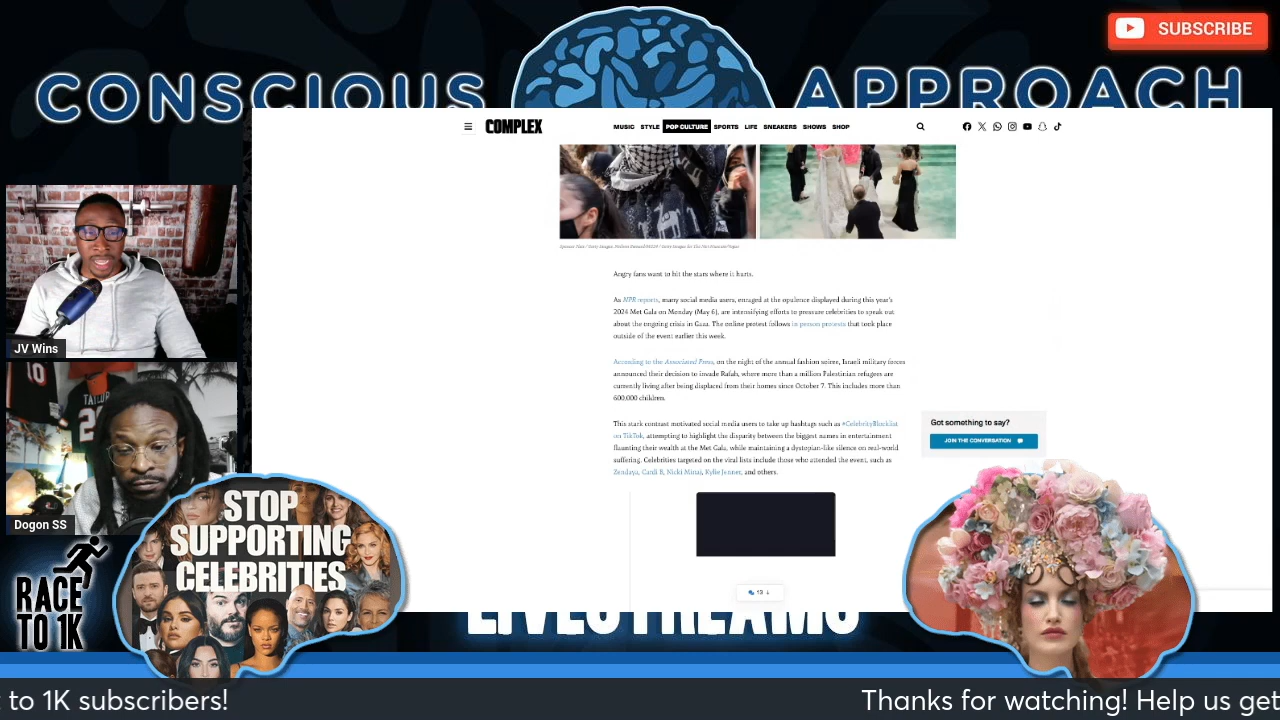 SUBSCRIBE
CONSCIOUS APPROACH
COMPLEX
MUSIC STYLE POP CULTURE SPORTS LIFE SNEAKERS SHOWS SHOP
Angry fans want to hit the stars where it hurts.
As NPR reports, many social media users, enraged at the opulence displayed during this year's
2024 Met Gala on Monday (May 6), are intensifying efforts to pressure celebrities to speak out
about the ongoing crisis in Gaza. The online protest follows in-person protests that took place
outside of the event earlier this week.
According to the Associated Press, on the night of the annual fashion soiree, Israeli military forces
announced their decision to invade Rafah, where more than a million Palestinian refugees are
currently living after being displaced from their homes since October 7. This includes more than
600,000 children.
This stark contrast motivated social media users to take up hashtags such as #CelebrityBlocklist
on TikTok, attempting to highlight the disparity between the biggest names in entertainment
flaunting their wealth at the Met Gala, while maintaining a dystopian-like silence on real-world
suffering. Celebrities targeted on the viral lists include those who attended the event, such as
Zendaya, Cardi B, Nicki Minaj, Kylie Jenner, and others.
Got something to say?
JOIN THE CONVERSATION
13
JV Wins
TAYLOR
Dogon SS
STOP
SUPPORTING
CELEBRITIES
RACE
TO 1K
LIVESTREAMS
to 1K subscribers!
Thanks for watching! Help us get